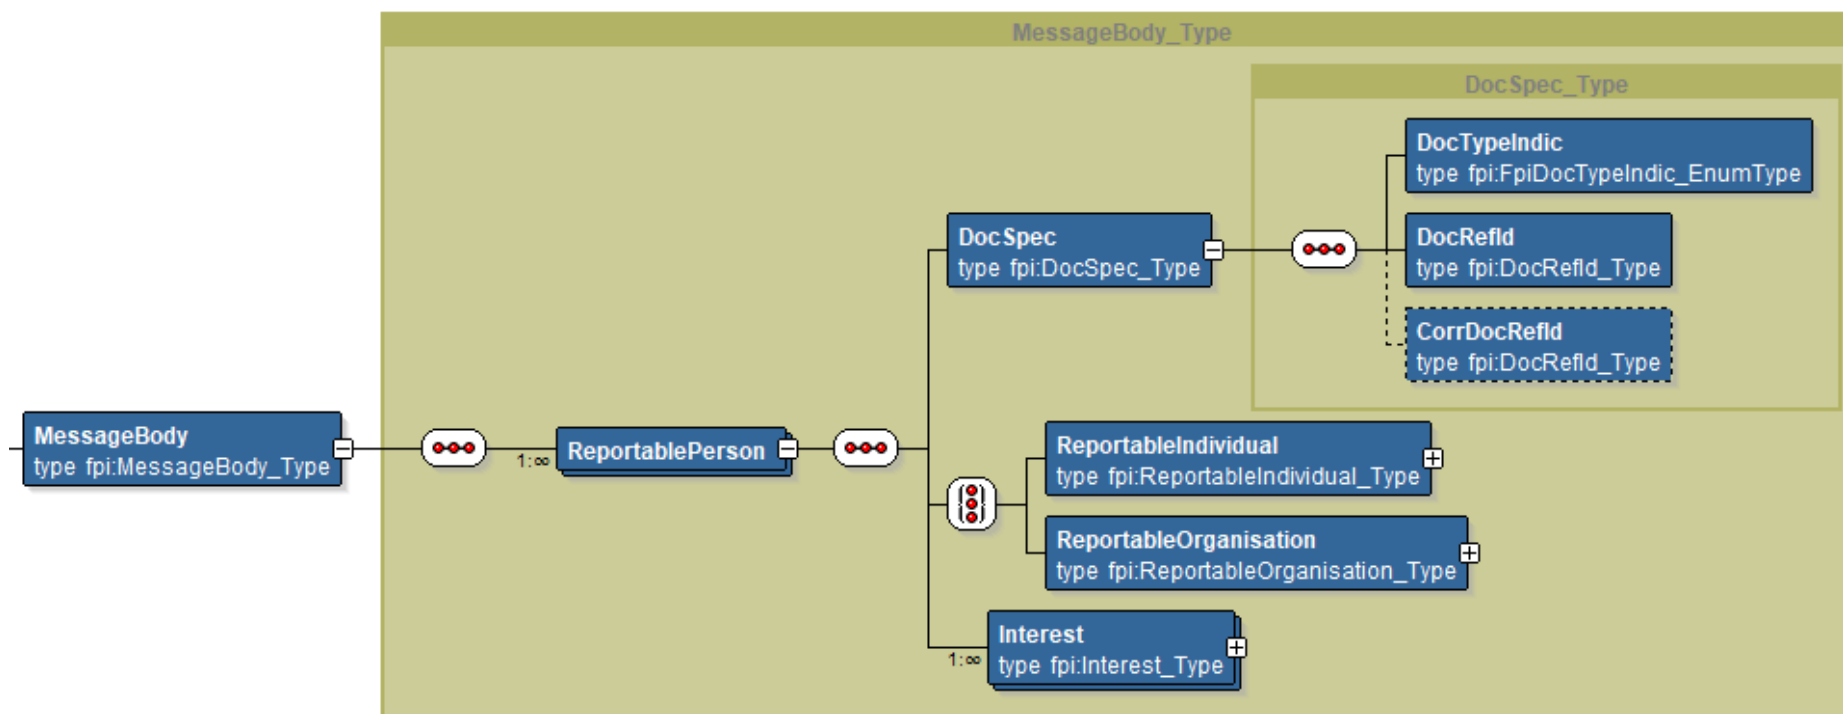 MessageBody_Type
DocSpec_Type
DocTypeIndic
type fpi:FpiDocTypeIndic_EnumType
DocSpec
type fpi:DocSpec_Type
DocRefId
type fpi:DocRefId_Type
CorrDocRefId
type fpi:DocRefId_Type
MessageBody
type fpi:MessageBody_Type
ReportablePerson
1:∞
ReportableIndividual
type fpi:ReportableIndividual_Type
ReportableOrganisation
type fpi:ReportableOrganisation_Type
Interest
type fpi:Interest_Type
1:∞